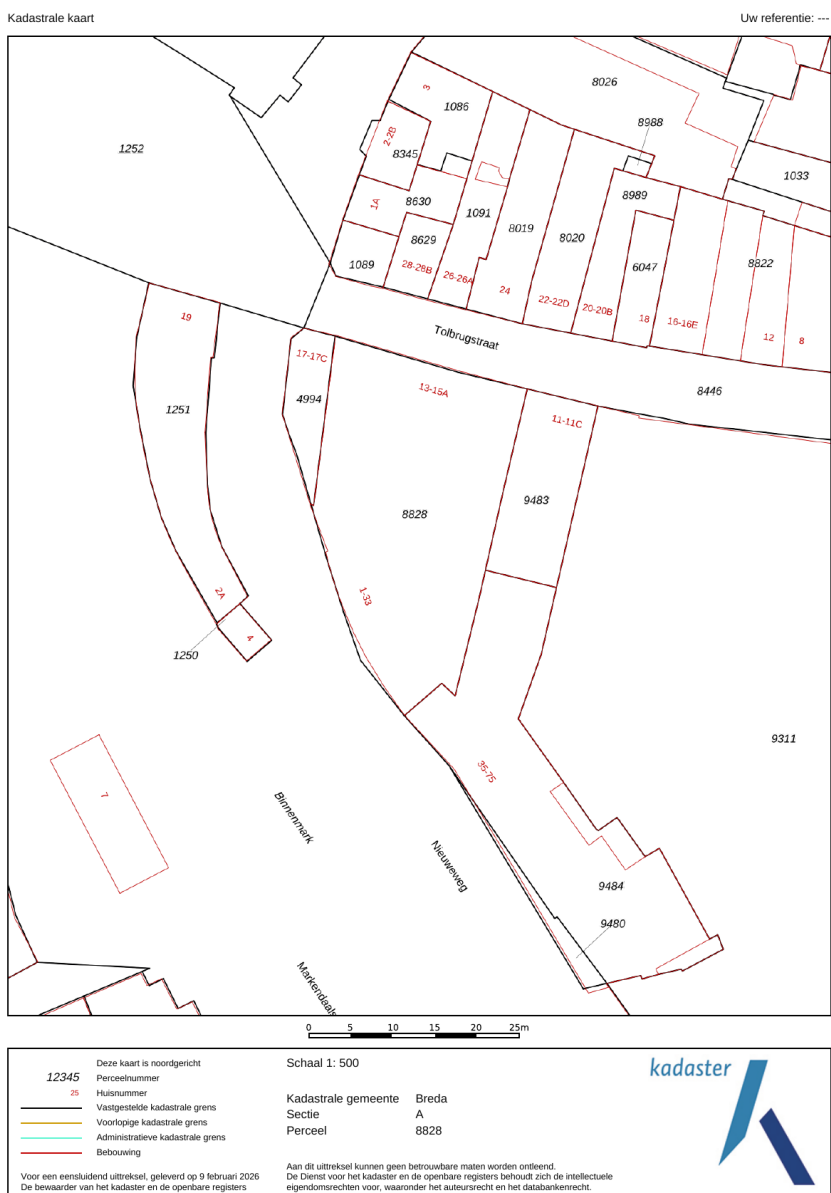 Kadastrale kaart
Uw referentie: ---
8026
3
1086
8988
1252
2-2B
8345
1033
8989
1A
8630
1091
8019
8629
8020
1089
28-28B
26-26A
6047
8822
24
22-22D
20-20B
18
16-16E
12
8
19
Tolbrugstraat
17-17C
13-15A
8446
4994
1251
11-11C
9483
8828
1-33
2A
4
1250
9311
35-75
7
Binnenmark
Nieuweweg
9484
9480
Markendaals
0 5 10 15 20 25m
Deze kaart is noordgericht
12345 Perceelnummer
25 Huisnummer
Vastgestelde kadastrale grens
Voorlopige kadastrale grens
Administratieve kadastrale grens
Bebouwing
Voor een eensluidend uittreksel, geleverd op 9 februari 2026
De bewaarder van het kadaster en de openbare registers
Schaal 1: 500
Kadastrale gemeente Breda
Sectie A
Perceel 8828
Aan dit uittreksel kunnen geen betrouwbare maten worden ontleend.
De Dienst voor het kadaster en de openbare registers behoudt zich de intellectuele
eigendomsrechten voor, waaronder het auteursrecht en het databankenrecht.
kadaster